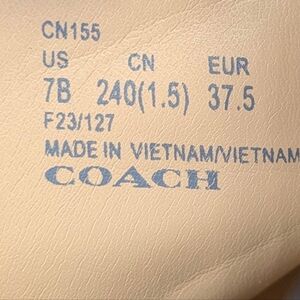 CN155
US CN EUR
7B 240(1.5) 37.5
F23/127
MADE IN VIETNAM/VIETNAM
COACH